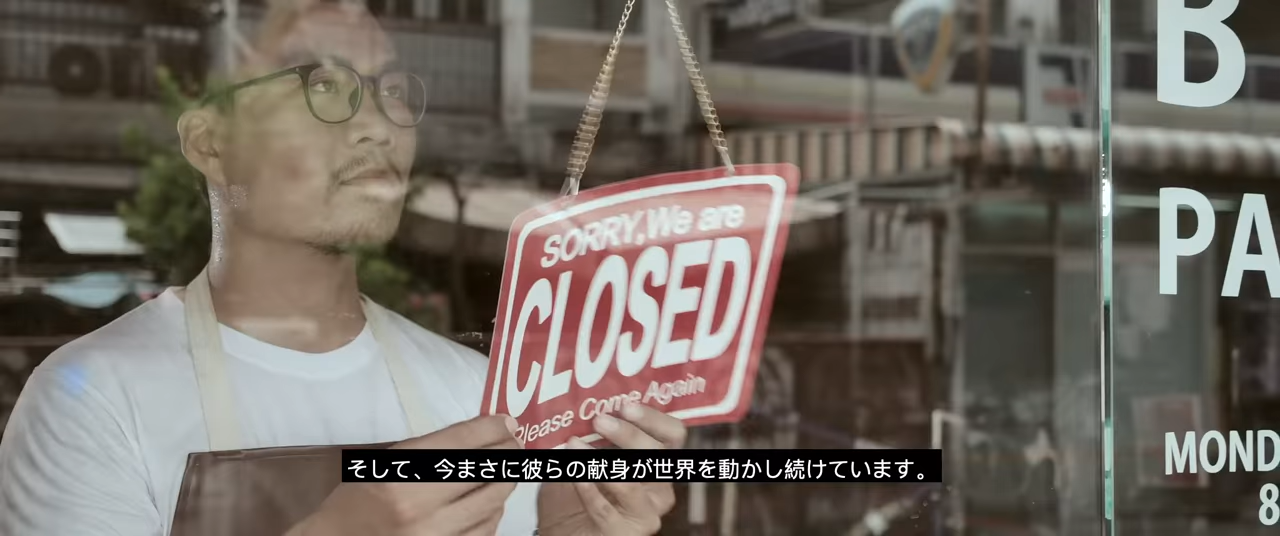 SORRY,We are
CLOSED
Please Come Again
B
PA
MOND
8
そして、今まさに彼らの献身が世界を動かし続けています。